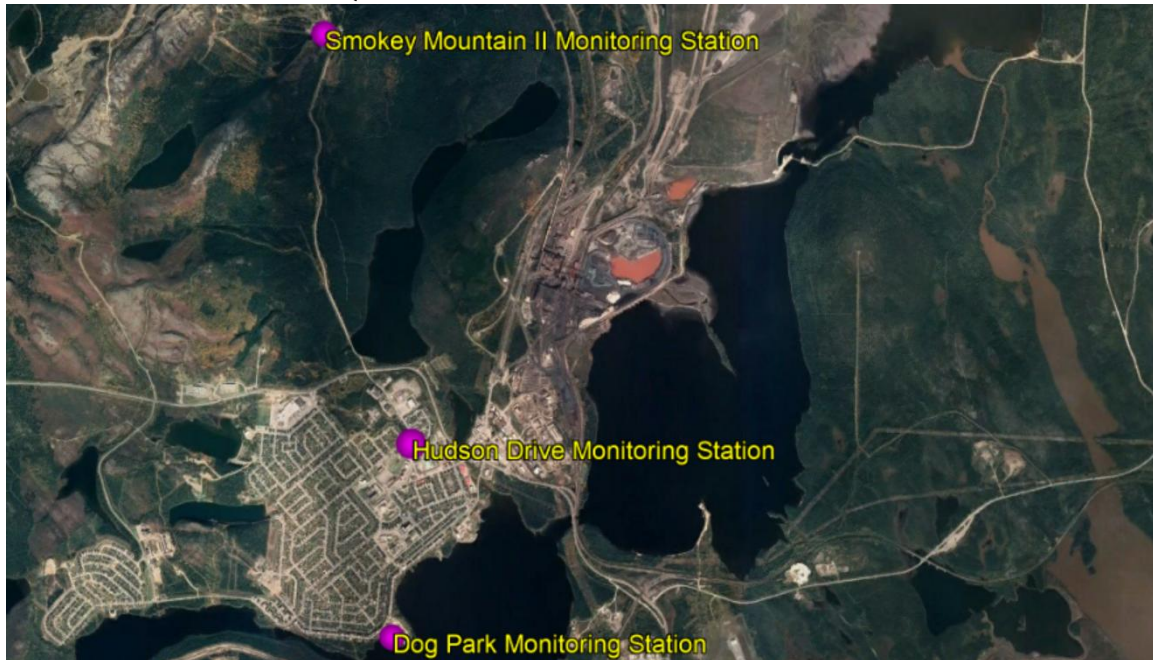 Smokey Mountain II Monitoring Station
Hudson Drive Monitoring Station
Dog Park Monitoring Station